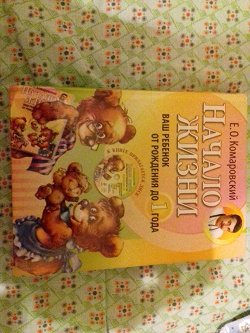 Е.О. Комаровский
НАЧАЛО
ЖИЗНИ
ВАШ РЕБЕНОК
ОТ РОЖДЕНИЯ ДО 1 ГОДА